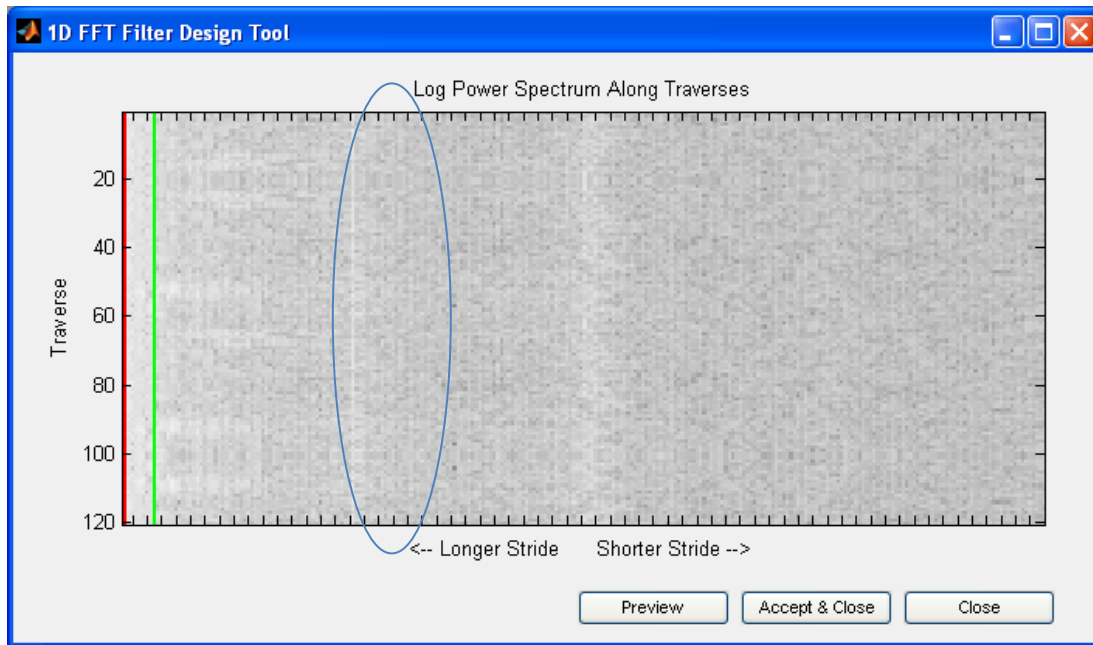 1D FFT Filter Design Tool
Log Power Spectrum Along Traverses
20
40
60
80
100
120
Traverse
<-- Longer Stride
Shorter Stride -->
Preview
Accept & Close
Close